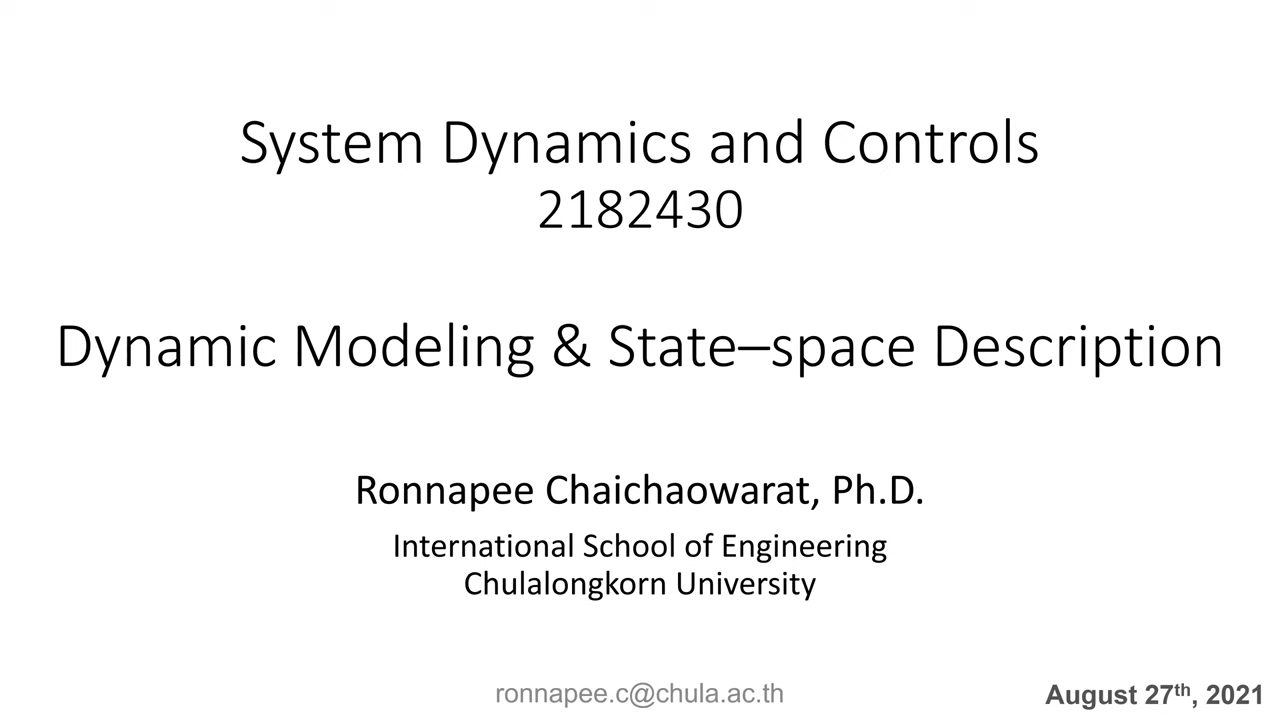 System Dynamics and Controls
2182430
Dynamic Modeling & State–space Description
Ronnapee Chaichaowarat, Ph.D.
International School of Engineering
Chulalongkorn University
ronnapee.c@chula.ac.th
August 27th, 2021